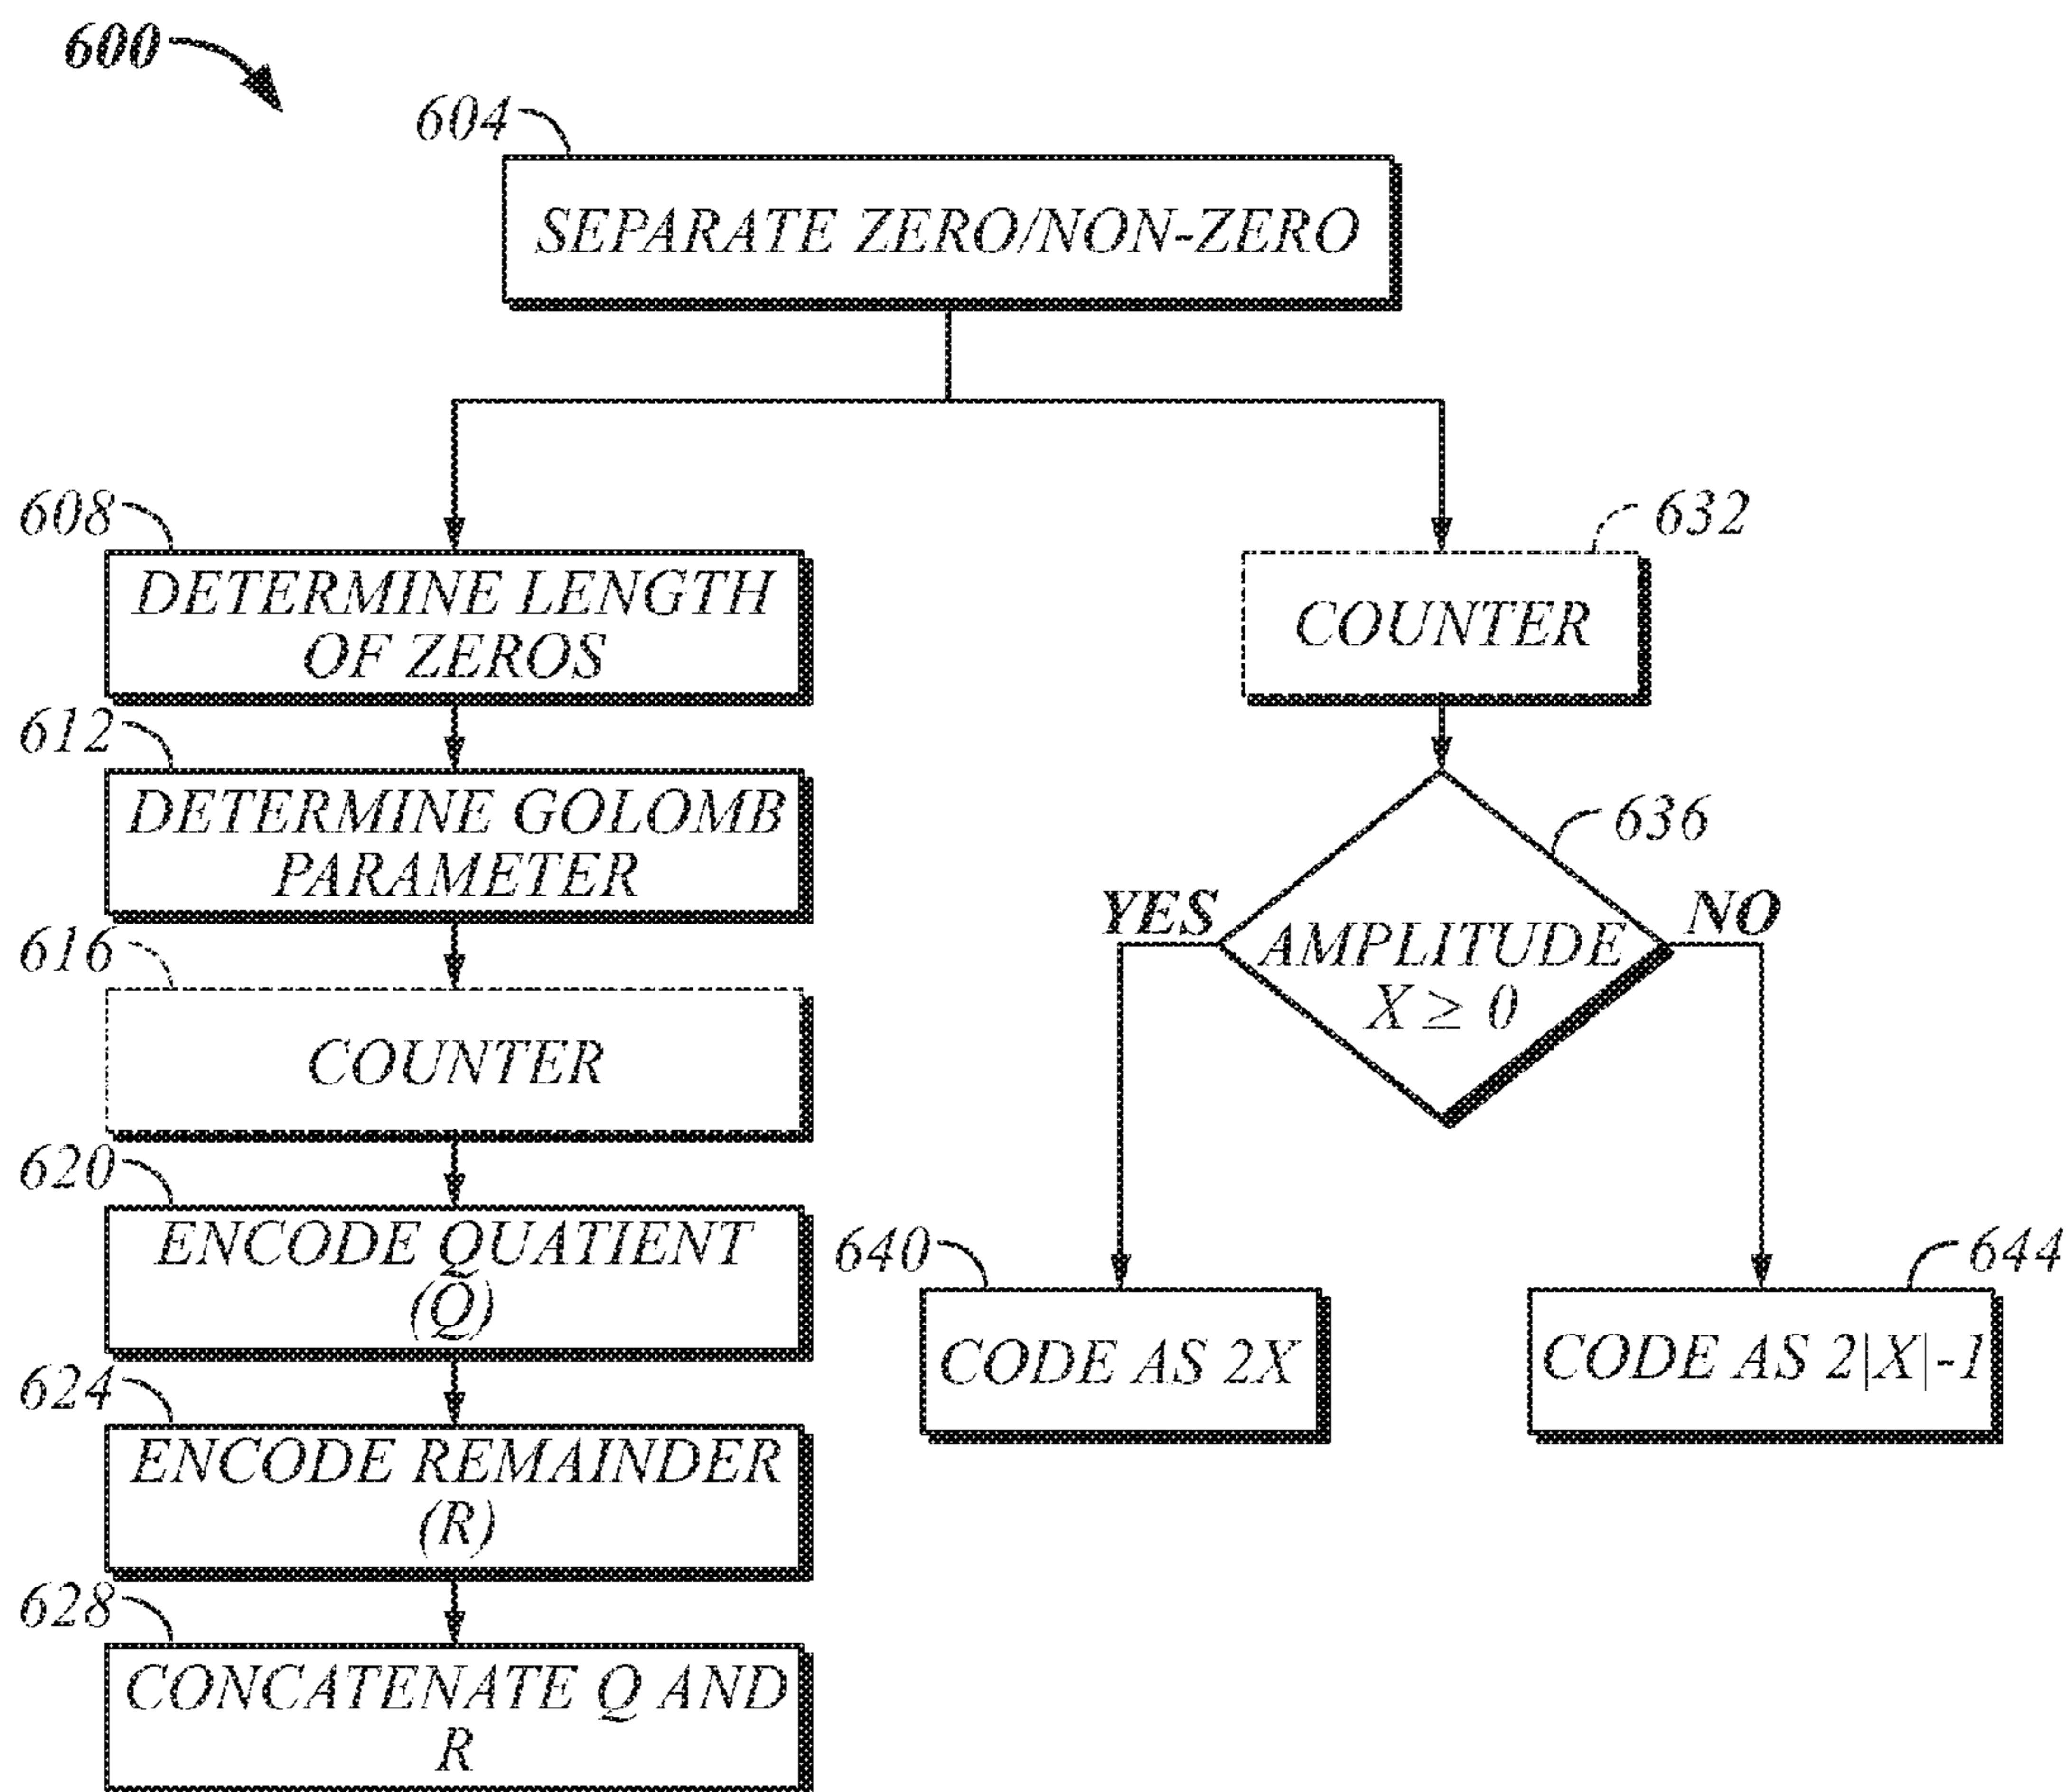 600
604
SEPARATE ZERO/NON-ZERO
608
DETERMINE LENGTH
OF ZEROS
632
COUNTER
612
DETERMINE GOLOMB
PARAMETER
636
YES
NO
AMPLITUDE
X ≥ 0
616
COUNTER
620
ENCODE QUATIENT
(Q)
640
CODE AS 2X
644
CODE AS 2|X|-1
624
ENCODE REMAINDER
(R)
628
CONCATENATE Q AND
R